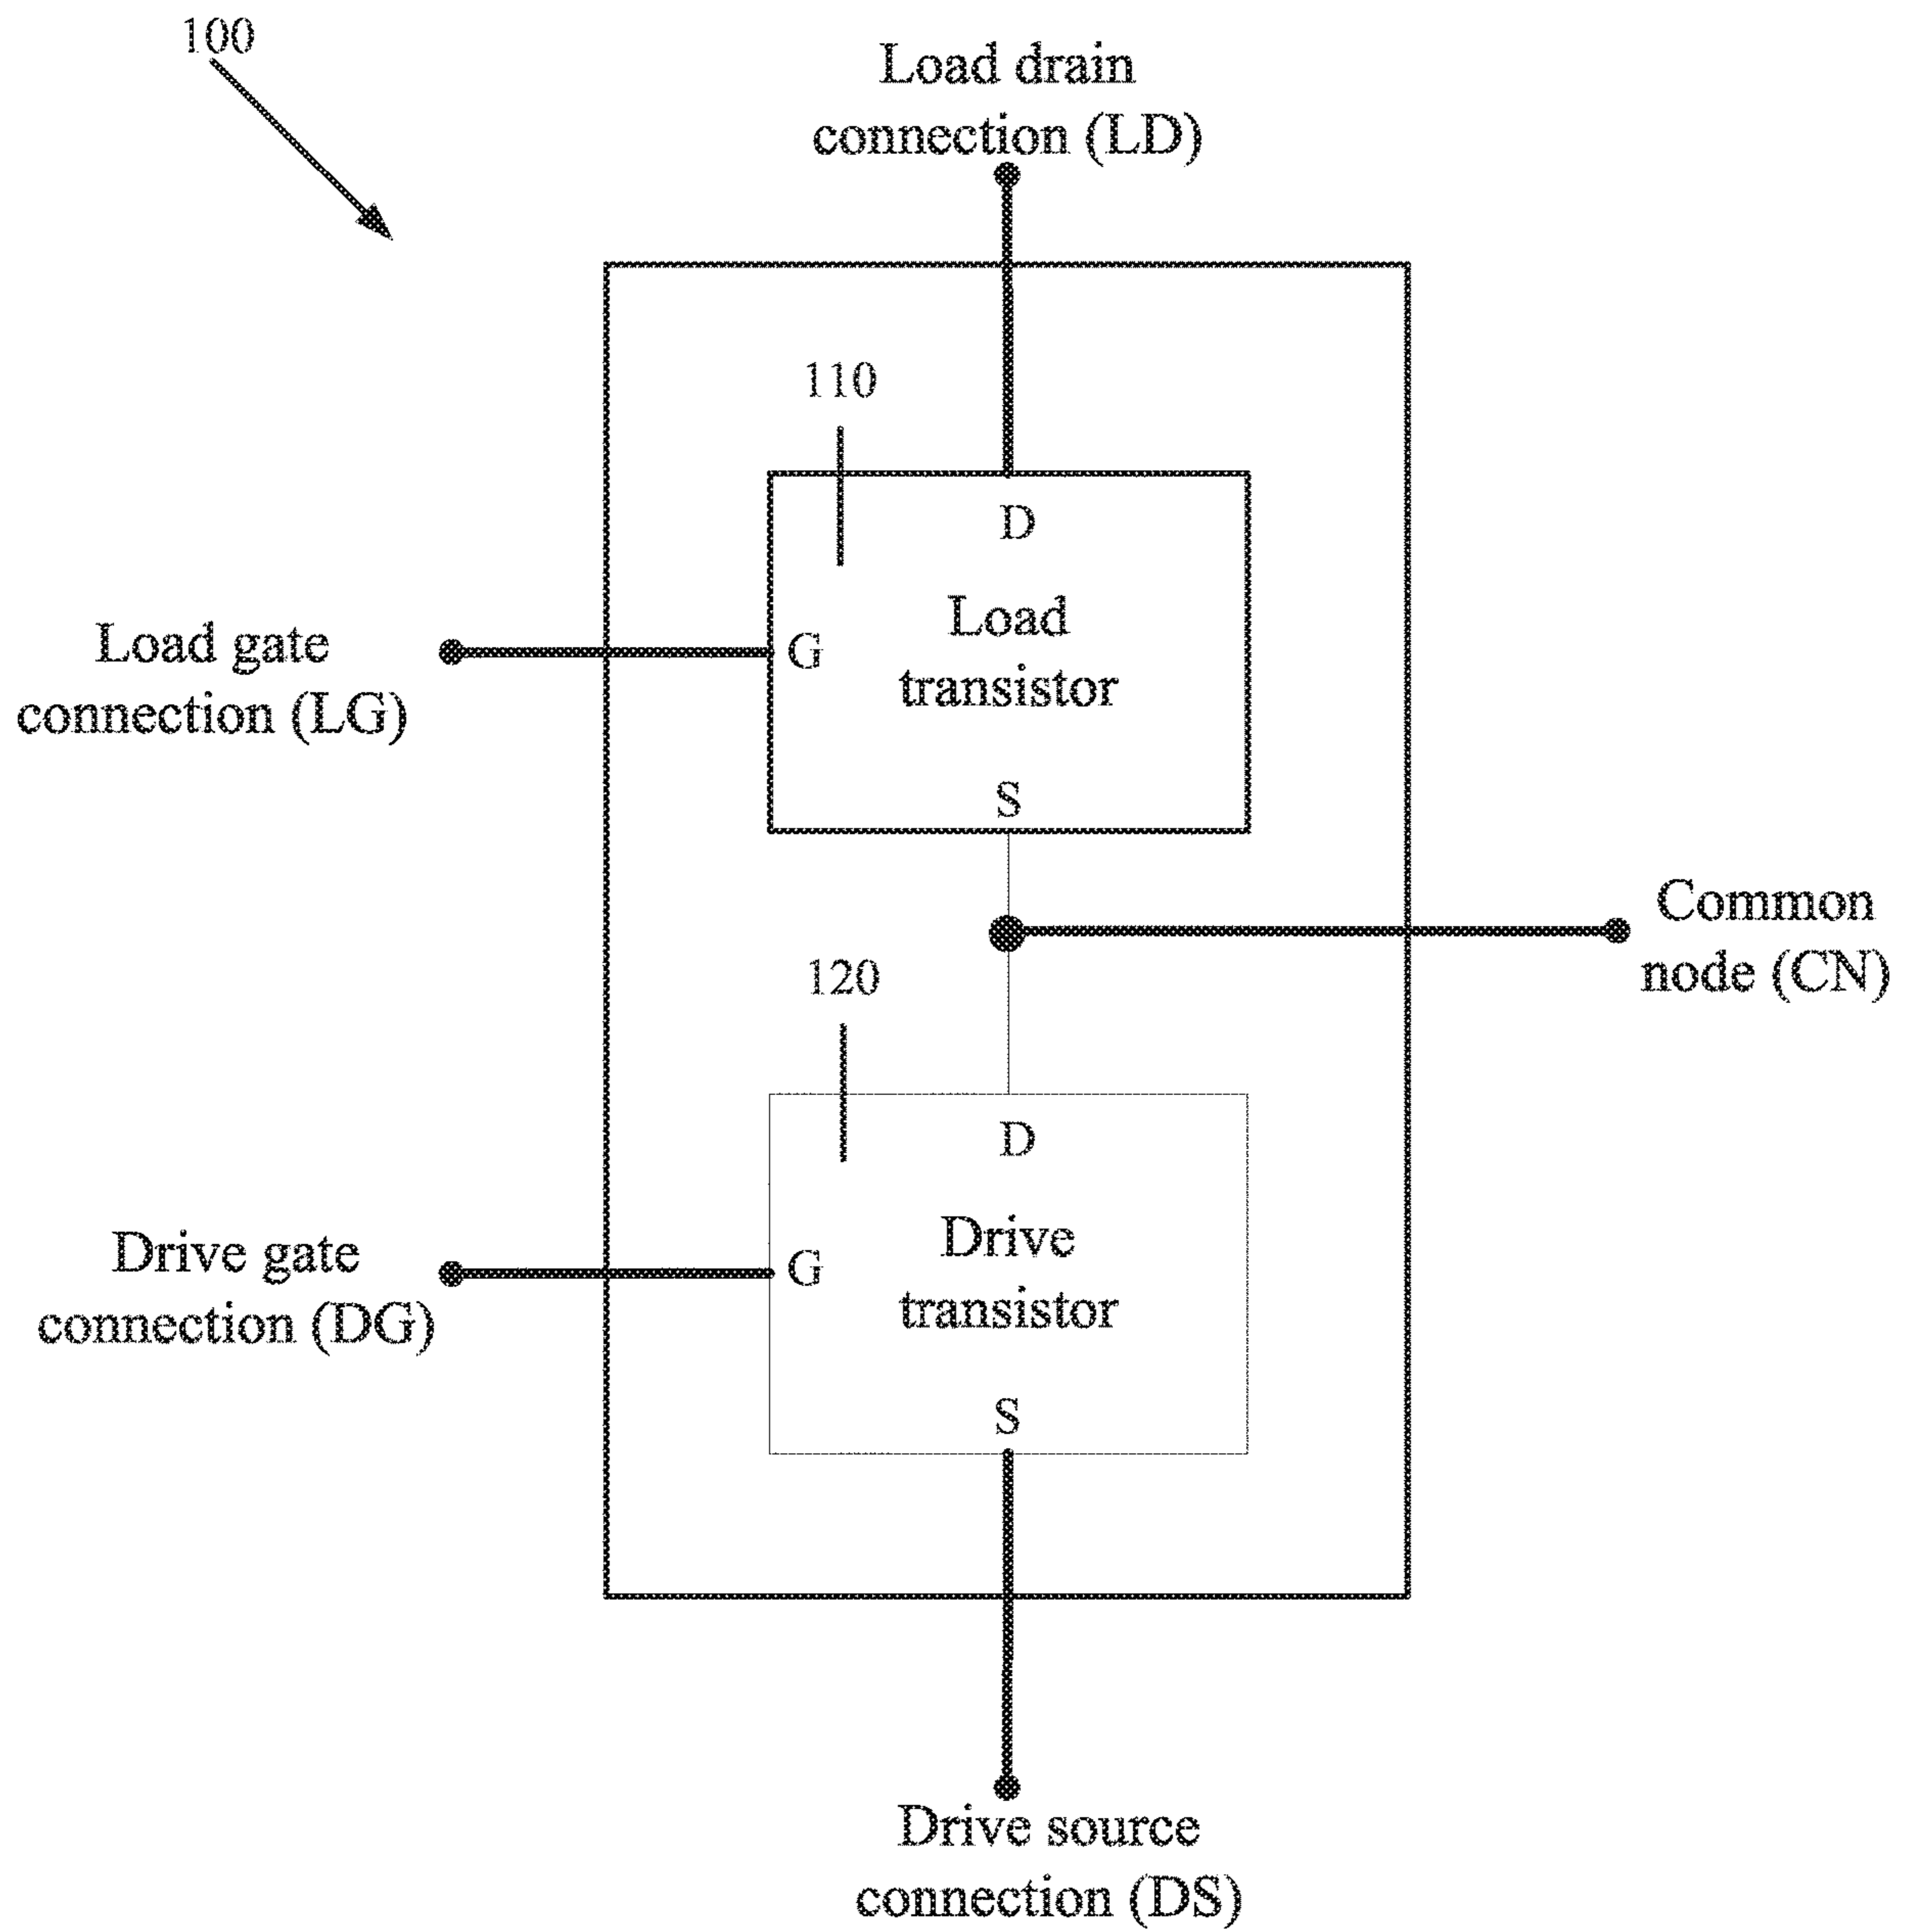 100
Load drain
connection (LD)
110
D
Load gate
connection (LG)
G
Load
transistor
S
Common
node (CN)
120
D
Drive gate
connection (DG)
G
Drive
transistor
S
Drive source
connection (DS)